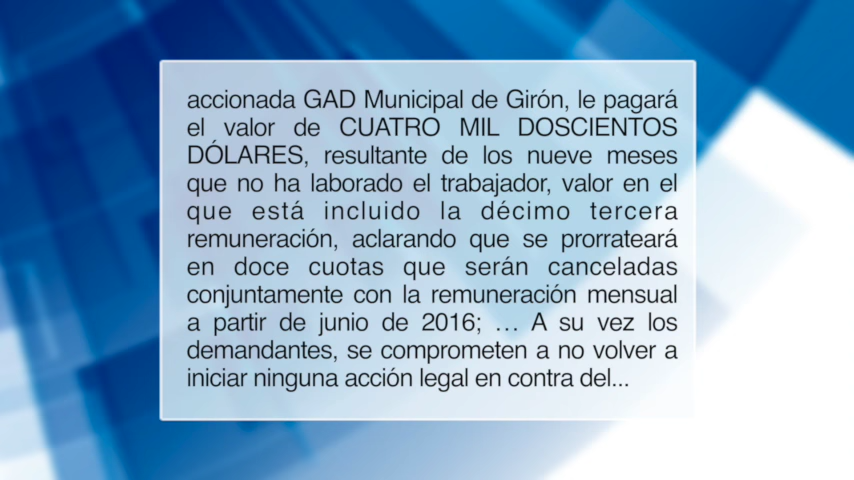 accionada GAD Municipal de Girón, le pagará
el valor de CUATRO MIL DOSCIENTOS
DÓLARES, resultante de los nueve meses
que no ha laborado el trabajador, valor en el
que está incluido la décimo tercera
remuneración, aclarando que se prorrateará
en doce cuotas que serán canceladas
conjuntamente con la remuneración mensual
a partir de junio de 2016; … A su vez los
demandantes, se comprometen a no volver a
iniciar ninguna acción legal en contra del...